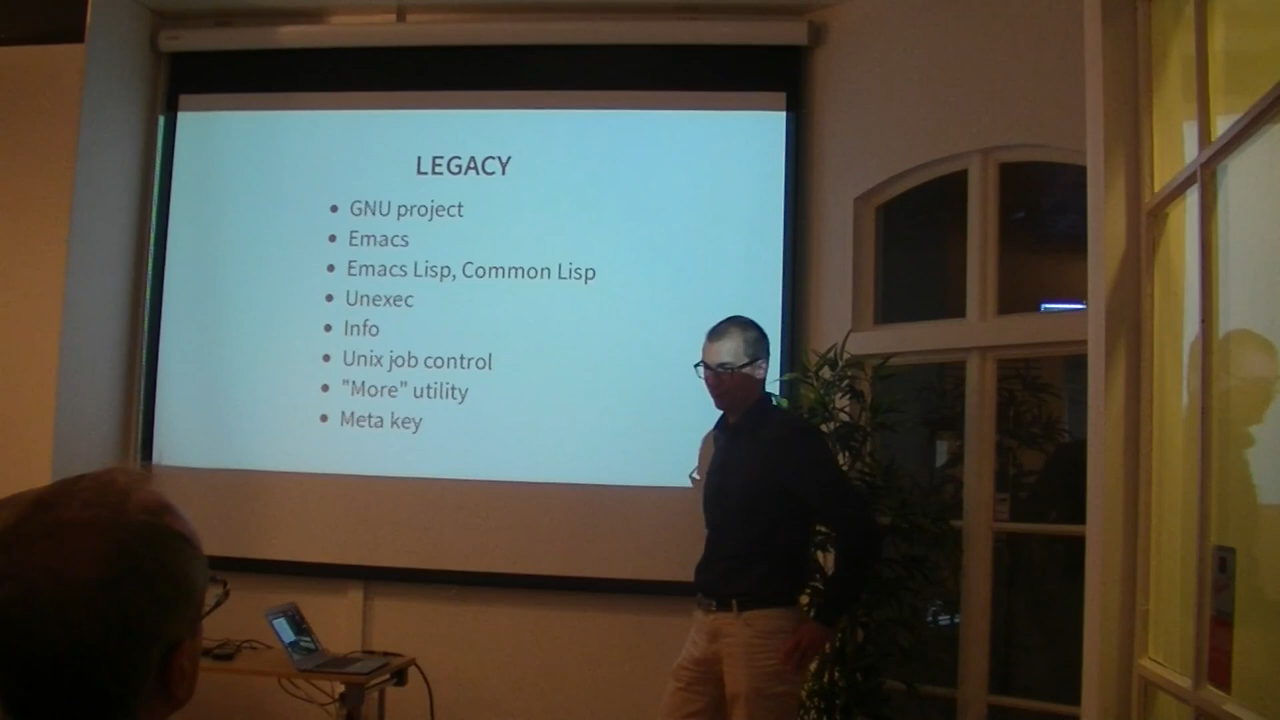 LEGACY
• GNU project
• Emacs
• Emacs Lisp, Common Lisp
• Unexec
• Info
• Unix job control
• "More" utility
• Meta key